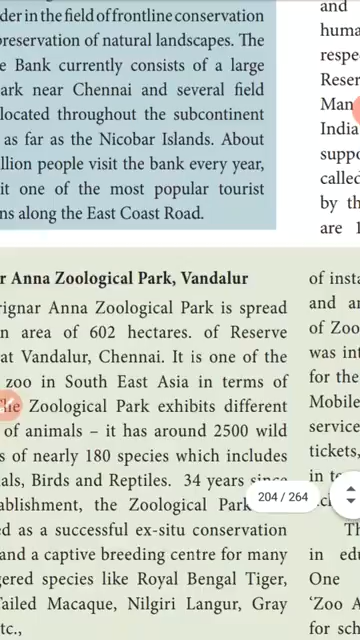 der in the field of frontline conservation
preservation of natural landscapes. The
Bank currently consists of a large
ark near Chennai and several field
located throughout the subcontinent
as far as the Nicobar Islands. About
llion people visit the bank every year,
it one of the most popular tourist
ns along the East Coast Road.
and
huma
respe
Reser
Man
India
suppo
called
by th
are 1
r Anna Zoological Park, Vandalur
rignar Anna Zoological Park is spread
n area of 602 hectares. of Reserve
at Vandalur, Chennai. It is one of the
zoo in South East Asia in terms of
The Zoological Park exhibits different
of animals – it has around 2500 wild
s of nearly 180 species which includes
als, Birds and Reptiles. 34 years since
ablishment, the Zoological Park
ed as a successful ex-situ conservation
and a captive breeding centre for many
gered species like Royal Bengal Tiger,
ailed Macaque, Nilgiri Langur, Gray
tc.,
of insta
and an
of Zoo
was int
for the
Mobile
service
tickets,
in to
Th
in edu
One
‘Zoo A
for sch
204 / 264